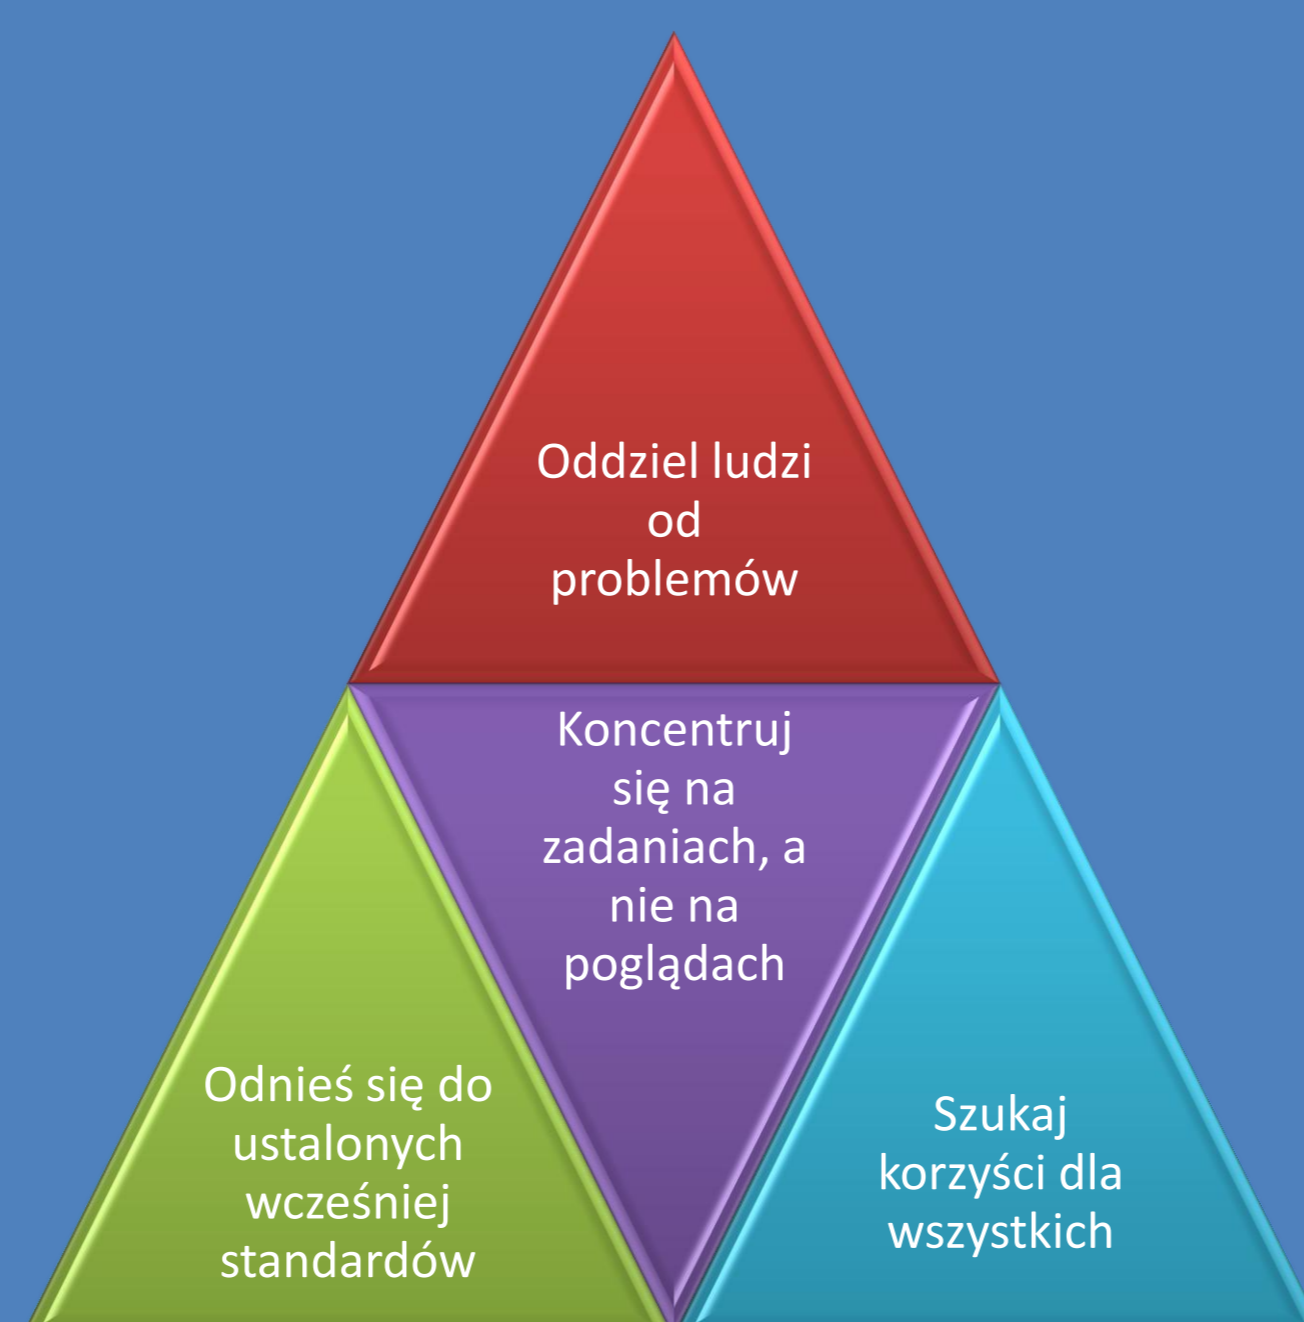 Oddziel ludzi
od
problemów
Koncentruj
się na
zadaniach, a
nie na
poglądach
Odnieś się do
ustalonych
wcześniej
standardów
Szukaj
korzyści dla
wszystkich